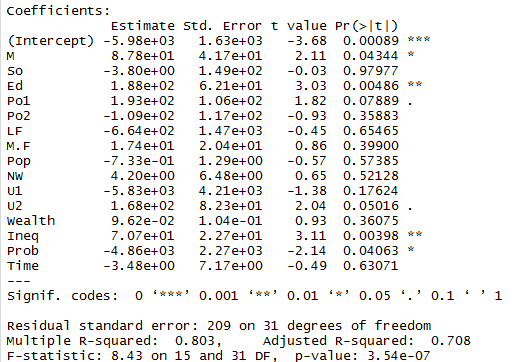 Coefficients:
             Estimate Std. Error t value Pr(>|t|)
(Intercept) -5.98e+03   1.63e+03   -3.68  0.00089 ***
M            8.78e+01   4.17e+01    2.11  0.04344 *
So          -3.80e+00   1.49e+02   -0.03  0.97977
Ed           1.88e+02   6.21e+01    3.03  0.00486 **
Po1          1.93e+02   1.06e+02    1.82  0.07889 .
Po2         -1.09e+02   1.17e+02   -0.93  0.35883
LF          -6.64e+02   1.47e+03   -0.45  0.65465
M.F          1.74e+01   2.04e+01    0.86  0.39900
Pop         -7.33e-01   1.29e+00   -0.57  0.57385
NW           4.20e+00   6.48e+00    0.65  0.52128
U1          -5.83e+03   4.21e+03   -1.38  0.17624
U2           1.68e+02   8.23e+01    2.04  0.05016 .
Wealth       9.62e-02   1.04e-01    0.93  0.36075
Ineq         7.07e+01   2.27e+01    3.11  0.00398 **
Prob        -4.86e+03   2.27e+03   -2.14  0.04063 *
Time        -3.48e+00   7.17e+00   -0.49  0.63071
---
Signif. codes:  0 ‘***’ 0.001 ‘**’ 0.01 ‘*’ 0.05 ‘.’ 0.1 ‘ ’ 1
Residual standard error: 209 on 31 degrees of freedom
Multiple R-squared:  0.803,     Adjusted R-squared:  0.708
F-statistic: 8.43 on 15 and 31 DF,  p-value: 3.54e-07